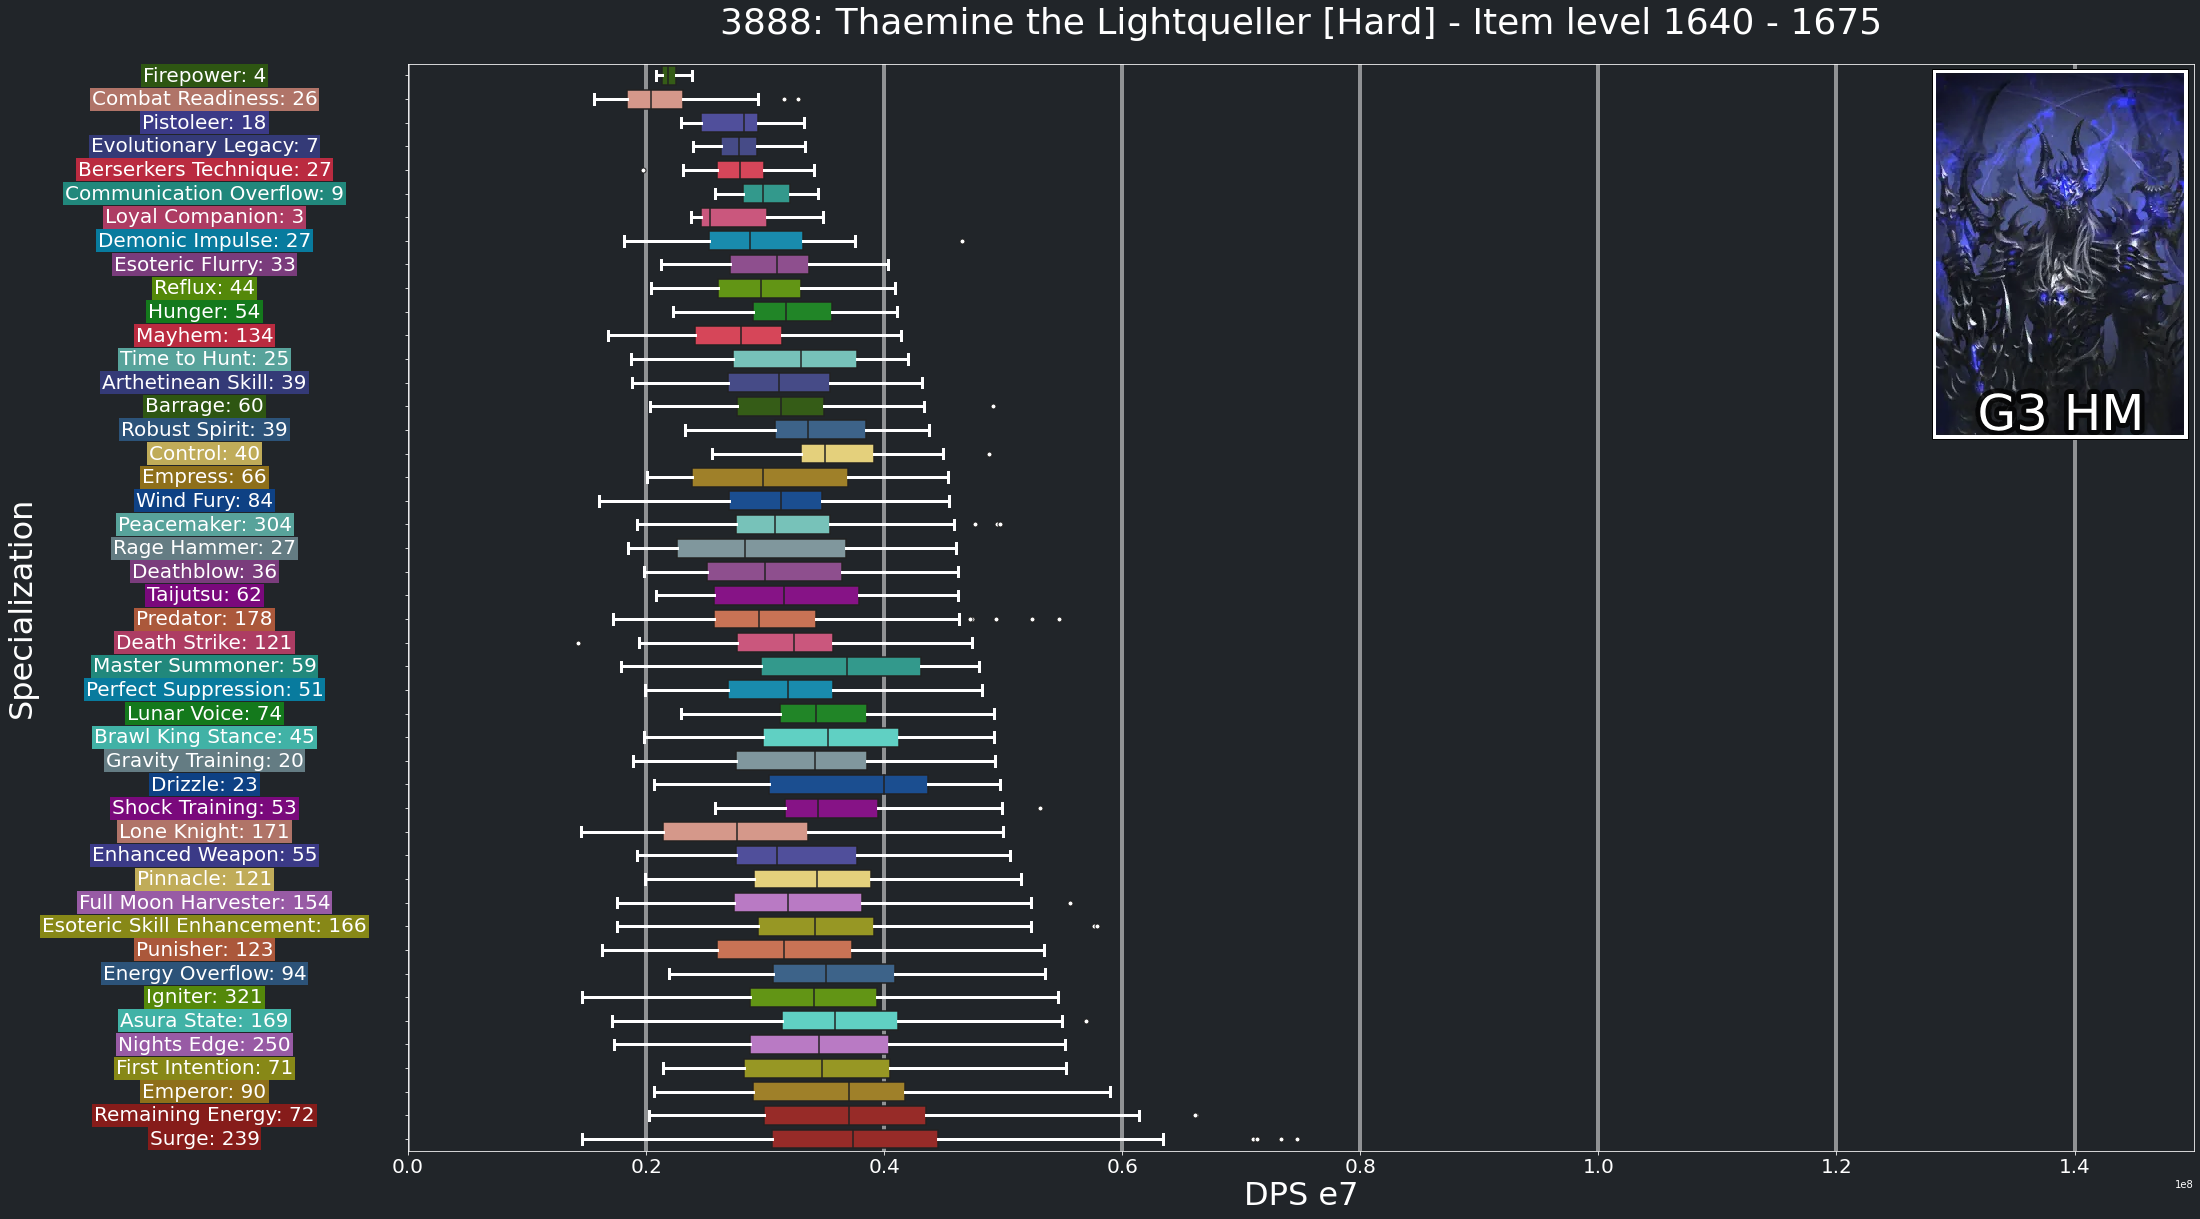 3888: Thaemine the Lightqueller [Hard] - Item level 1640 - 1675
Specialization
Firepower: 4
Combat Readiness: 26
Pistoleer: 18
Evolutionary Legacy: 7
Berserkers Technique: 27
Communication Overflow: 9
Loyal Companion: 3
Demonic Impulse: 27
Esoteric Flurry: 33
Reflux: 44
Hunger: 54
Mayhem: 134
Time to Hunt: 25
Arthetinean Skill: 39
Barrage: 60
Robust Spirit: 39
Control: 40
Empress: 66
Wind Fury: 84
Peacemaker: 304
Rage Hammer: 27
Deathblow: 36
Taijutsu: 62
Predator: 178
Death Strike: 121
Master Summoner: 59
Perfect Suppression: 51
Lunar Voice: 74
Brawl King Stance: 45
Gravity Training: 20
Drizzle: 23
Shock Training: 53
Lone Knight: 171
Enhanced Weapon: 55
Pinnacle: 121
Full Moon Harvester: 154
Esoteric Skill Enhancement: 166
Punisher: 123
Energy Overflow: 94
Igniter: 321
Asura State: 169
Nights Edge: 250
First Intention: 71
Emperor: 90
Remaining Energy: 72
Surge: 239
G3 HM
0.0 0.2 0.4 0.6 0.8 1.0 1.2 1.4
1e8
DPS e7